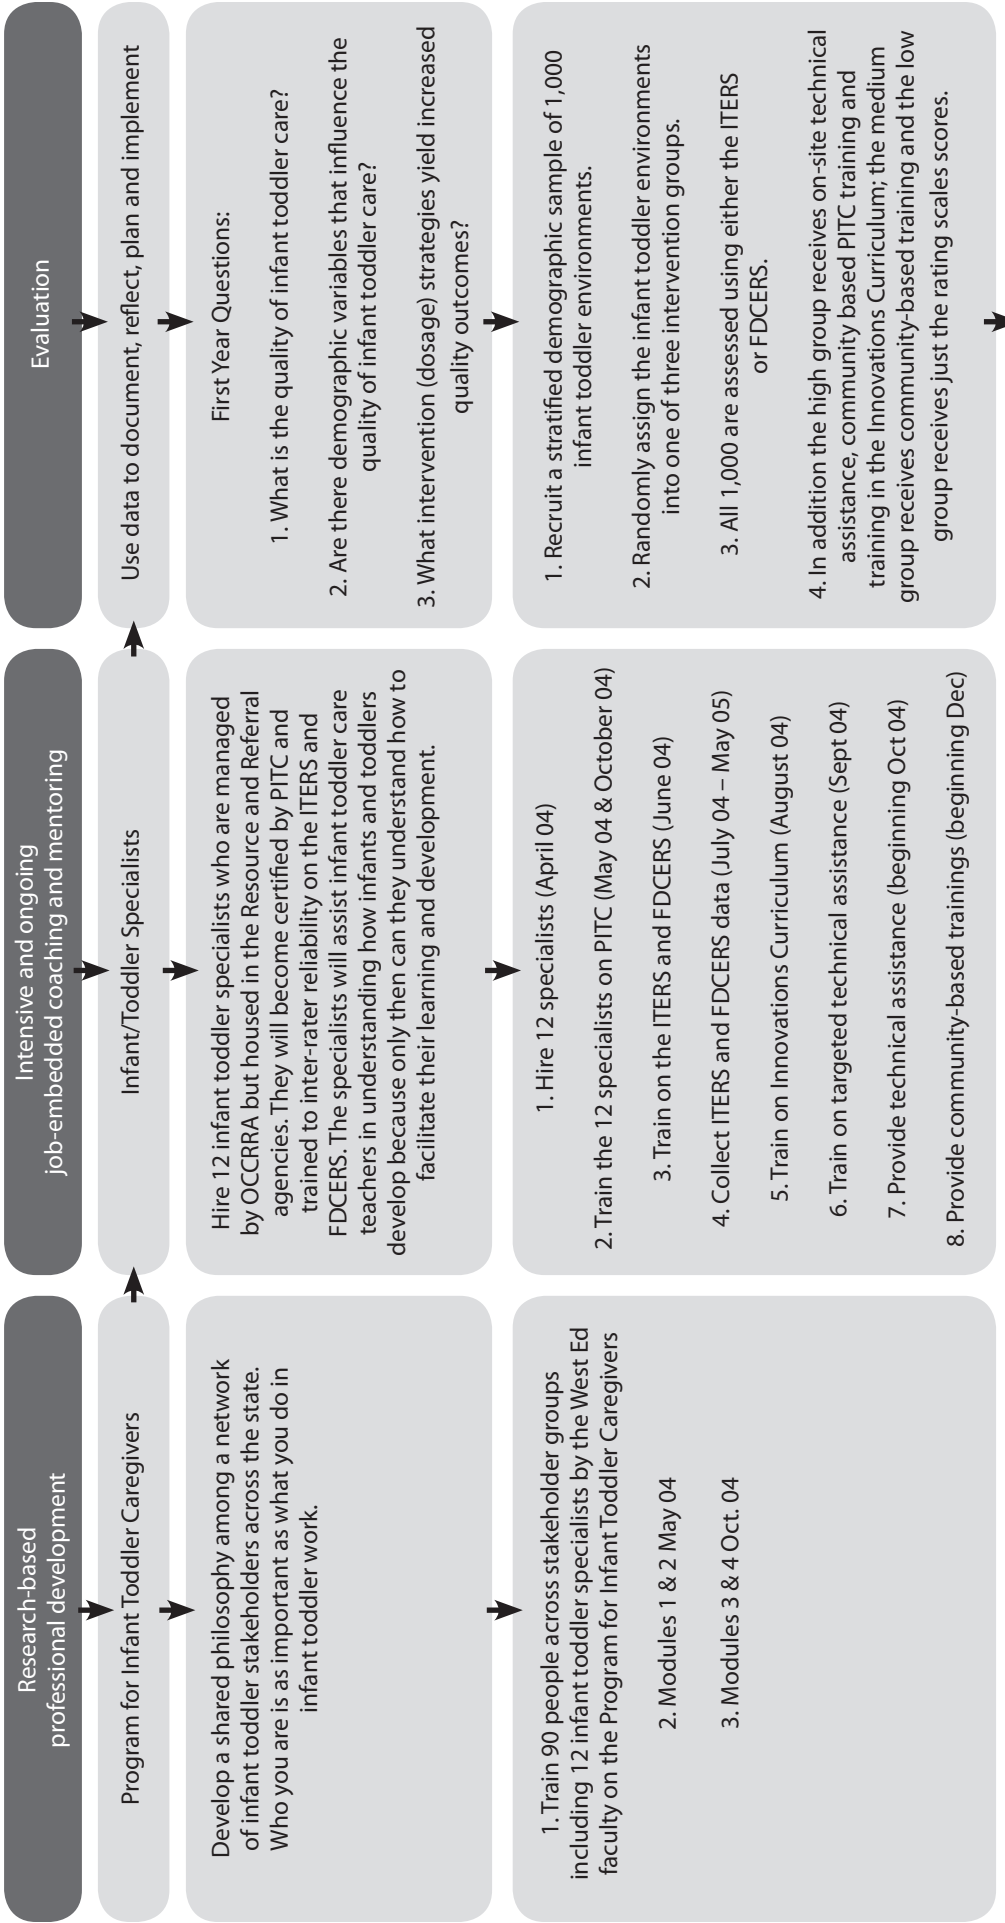 Research-based
professional development
Program for Infant Toddler Caregivers
Develop a shared philosophy among a network
of infant toddler stakeholders across the state.
Who you are is as important as what you do in
infant toddler work.
1. Train 90 people across stakeholder groups
including 12 infant toddler specialists by the West Ed
faculty on the Program for Infant Toddler Caregivers
2. Modules 1 & 2 May 04
3. Modules 3 & 4 Oct. 04
Intensive and ongoing
job-embedded coaching and mentoring
Infant/Toddler Specialists
Hire 12 infant toddler specialists who are managed
by OCCRRA but housed in the Resource and Referral
agencies. They will become certified by PITC and
trained to inter-rater reliability on the ITERS and
FDCERS. The specialists will assist infant toddler care
teachers in understanding how infants and toddlers
develop because only then can they understand how to
facilitate their learning and development.
1. Hire 12 specialists (April 04)
2. Train the 12 specialists on PITC (May 04 & October 04)
3. Train on the ITERS and FDCERS (June 04)
4. Collect ITERS and FDCERS data (July 04 – May 05)
5. Train on Innovations Curriculum (August 04)
6. Train on targeted technical assistance (Sept 04)
7. Provide technical assistance (beginning Oct 04)
8. Provide community-based trainings (beginning Dec)
Evaluation
Use data to document, reflect, plan and implement
First Year Questions:
1. What is the quality of infant toddler care?
2. Are there demographic variables that influence the
quality of infant toddler care?
3. What intervention (dosage) strategies yield increased
quality outcomes?
1. Recruit a stratified demographic sample of 1,000
infant toddler environments.
2. Randomly assign the infant toddler environments
into one of three intervention groups.
3. All 1,000 are assessed using either the ITERS
or FDCERS.
4. In addition the high group receives on-site technical
assistance, community based PITC training and
training in the Innovations Curriculum; the medium
group receives community-based training and the low
group receives just the rating scales scores.